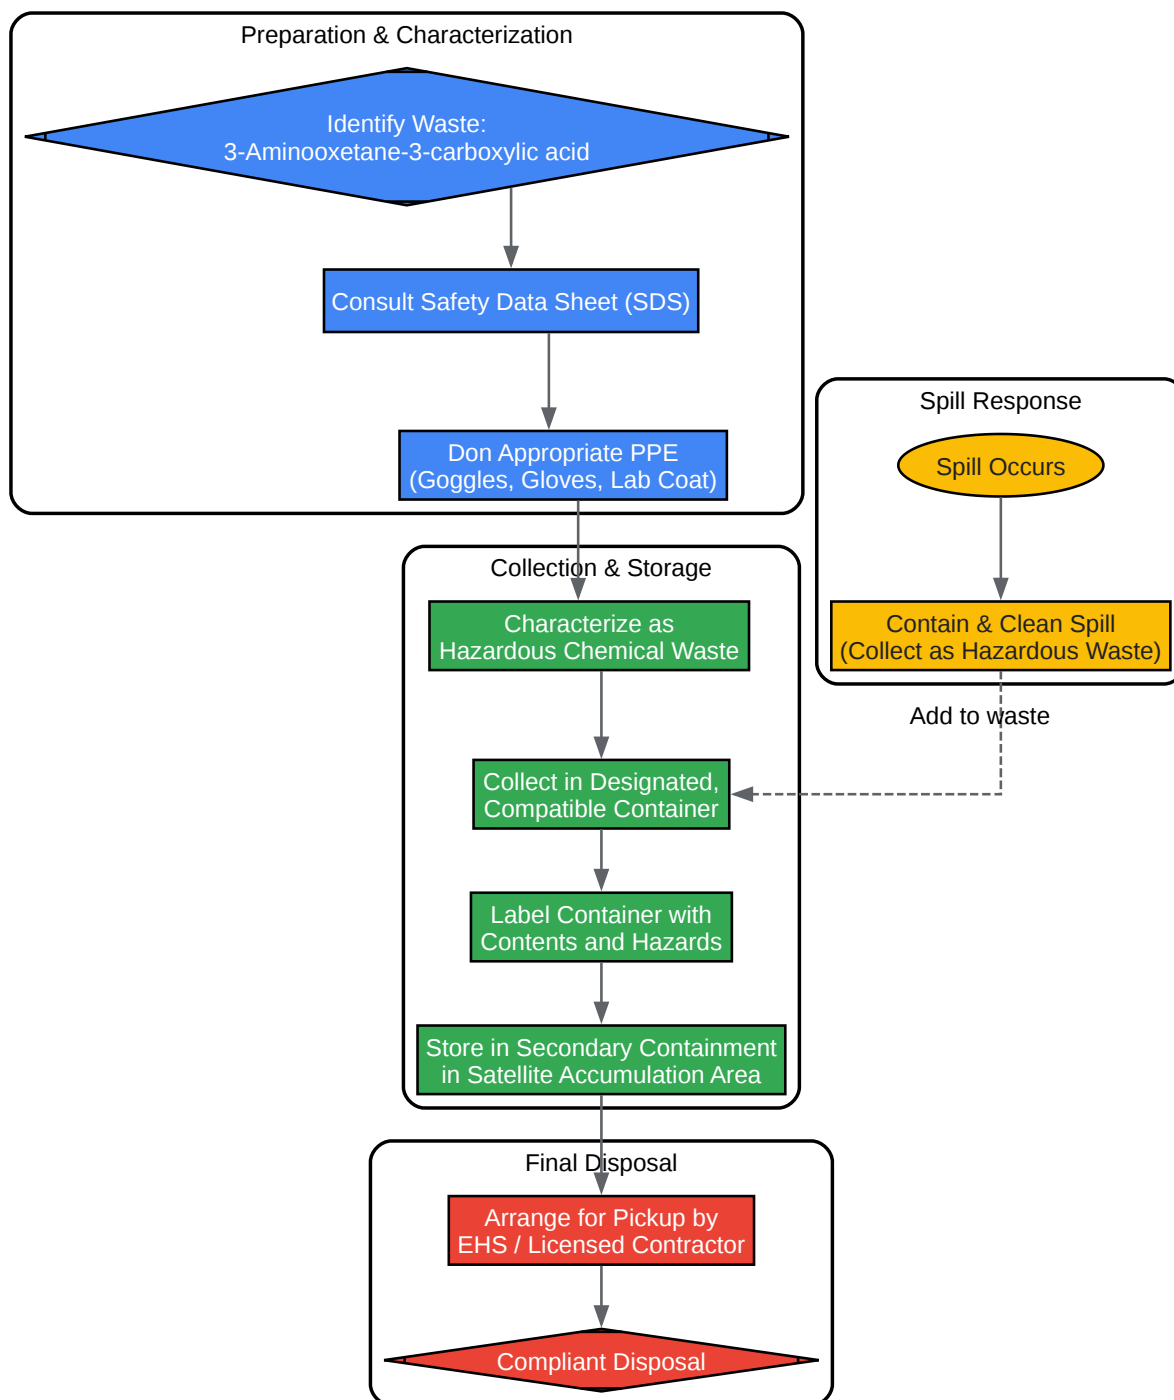 Preparation & Characterization
Identify Waste:
3-Aminooxetane-3-carboxylic acid
Consult Safety Data Sheet (SDS)
Don Appropriate PPE
(Goggles, Gloves, Lab Coat)
Spill Response
Spill Occurs
Contain & Clean Spill
(Collect as Hazardous Waste)
Add to waste
Collection & Storage
Characterize as
Hazardous Chemical Waste
Collect in Designated,
Compatible Container
Label Container with
Contents and Hazards
Store in Secondary Containment
in Satellite Accumulation Area
Final Disposal
Arrange for Pickup by
EHS / Licensed Contractor
Compliant Disposal